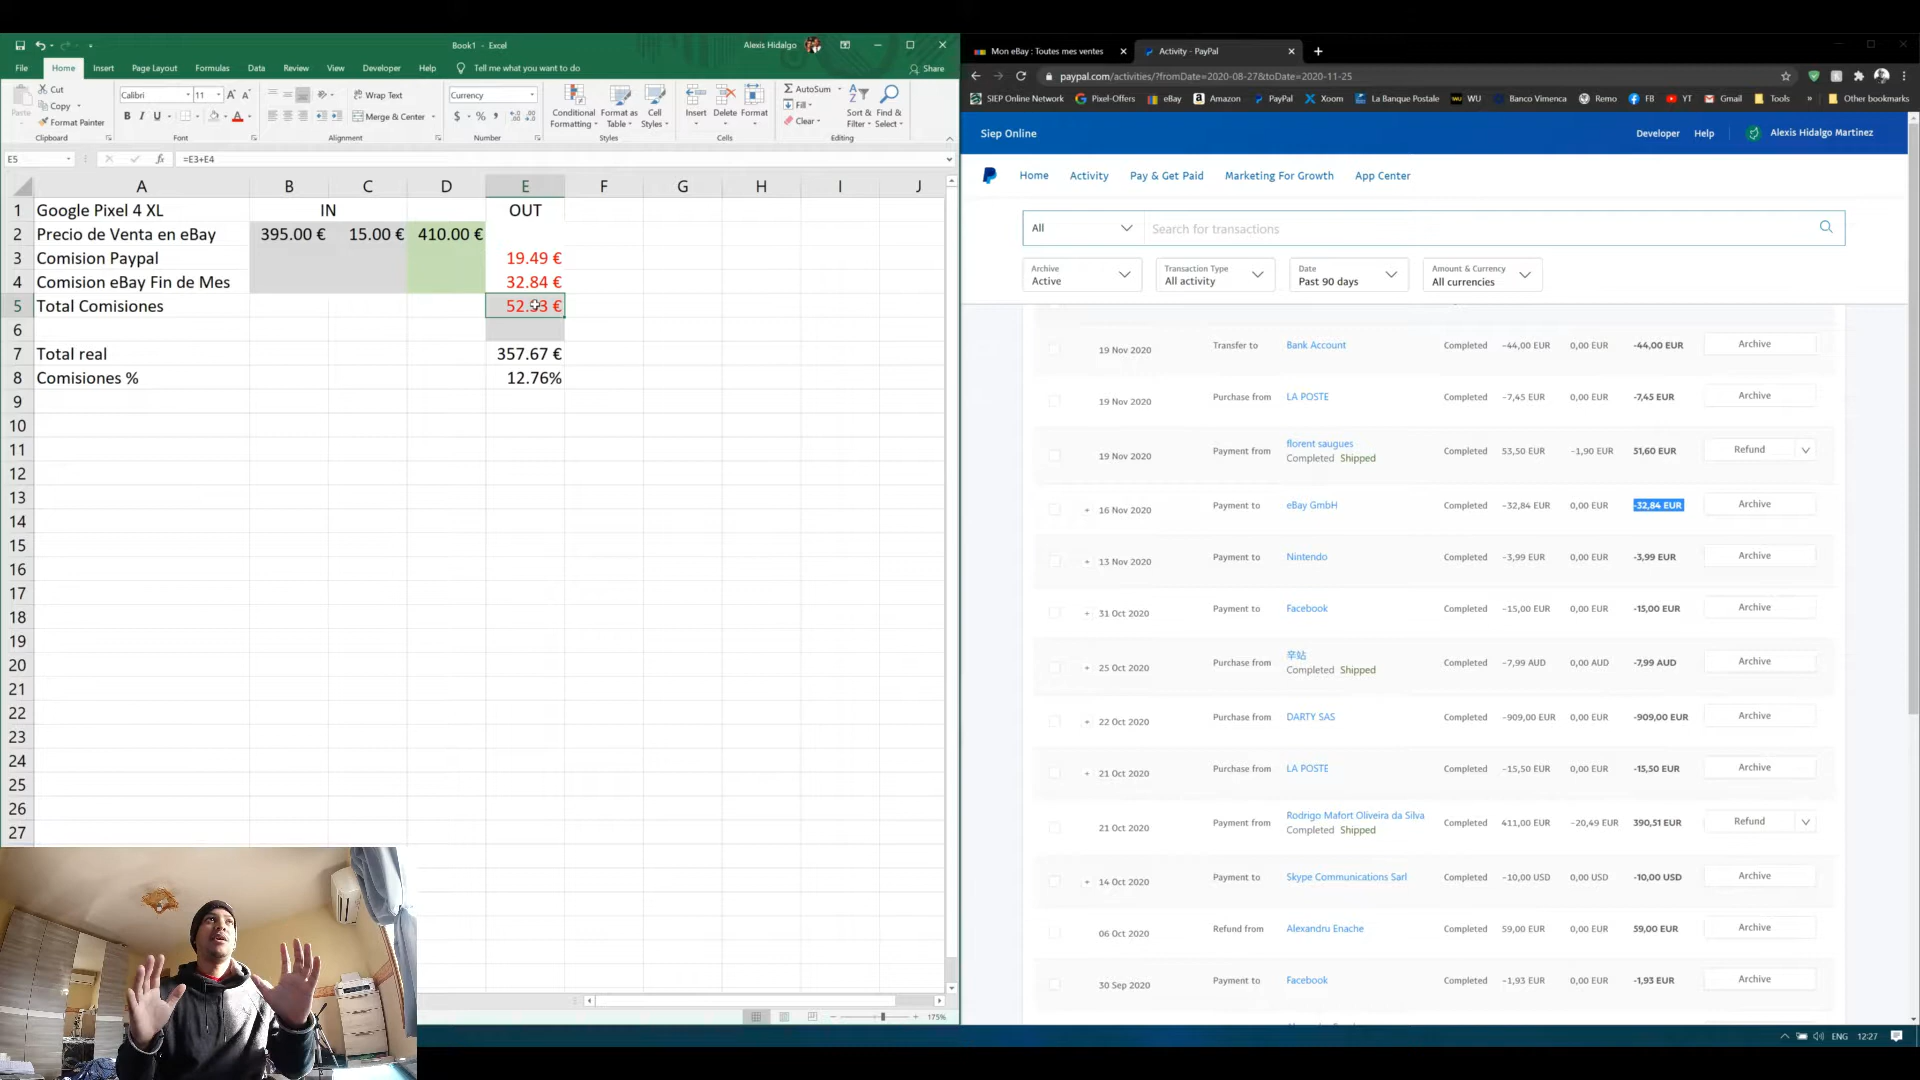 Book1 - Excel
Alexis Hidalgo
File Home Insert Page Layout Formulas Data Review View Developer Help Tell me what you want to do Share
Paste
Cut
Copy
Format Painter
Clipboard
Calibri 11
B I U
Font
Wrap Text
Merge & Center
Alignment
Currency
$ % ,
Number
Conditional Formatting
Format as Table
Cell Styles
Styles
Insert Delete Format
Cells
AutoSum
Fill
Clear
Sort & Filter
Find & Select
Editing
E5 fx =E3+E4
A B C D E F G H I J
1 Google Pixel 4 XL IN OUT
2 Precio de Venta en eBay 395.00 € 15.00 € 410.00 €
3 Comision Paypal 19.49 €
4 Comision eBay Fin de Mes 32.84 €
5 Total Comisiones
6
7 Total real 357.67 €
8 Comisiones % 12.76%
9
10
11
12
13
14
15
16
17
18
19
20
21
22
23
24
25
26
27
175%
Mon eBay : Toutes mes ventes
Activity - PayPal
paypal.com/activities/?fromDate=2020-08-27&toDate=2020-11-25
SIEP Online Network Pixel-Offers eBay Amazon PayPal Xoom La Banque Postale WU Banco Vimenca Remo FB YT Gmail Tools » Other bookmarks
Siep Online
Developer Help Alexis Hidalgo Martinez
Home Activity Pay & Get Paid Marketing For Growth App Center
All Search for transactions
Archive
Active
Transaction Type
All activity
Date
Past 90 days
Amount & Currency
All currencies
19 Nov 2020 Transfer to Bank Account Completed -44,00 EUR 0,00 EUR -44,00 EUR Archive
19 Nov 2020 Purchase from LA POSTE Completed -7,45 EUR 0,00 EUR -7,45 EUR Archive
19 Nov 2020 Payment from florent saugues Completed 53,50 EUR -1,90 EUR 51,60 EUR Refund
Completed Shipped
16 Nov 2020 Payment to eBay GmbH Completed -32,84 EUR 0,00 EUR -32,84 EUR Archive
13 Nov 2020 Payment to Nintendo Completed -3,99 EUR 0,00 EUR -3,99 EUR Archive
31 Oct 2020 Payment to Facebook Completed -15,00 EUR 0,00 EUR -15,00 EUR Archive
25 Oct 2020 Purchase from 辛站 Completed -7,99 AUD 0,00 AUD -7,99 AUD Archive
Completed Shipped
22 Oct 2020 Purchase from DARTY SAS Completed -909,00 EUR 0,00 EUR -909,00 EUR Archive
21 Oct 2020 Purchase from LA POSTE Completed -15,50 EUR 0,00 EUR -15,50 EUR Archive
21 Oct 2020 Payment from Rodrigo Mafort Oliveira da Silva Completed 411,00 EUR -20,49 EUR 390,51 EUR Refund
Completed Shipped
14 Oct 2020 Payment to Skype Communications Sarl Completed -10,00 USD 0,00 USD -10,00 USD Archive
06 Oct 2020 Refund from Alexandru Enache Completed 59,00 EUR 0,00 EUR 59,00 EUR Archive
30 Sep 2020 Payment to Facebook Completed -1,93 EUR 0,00 EUR -1,93 EUR Archive
ENG 12:27